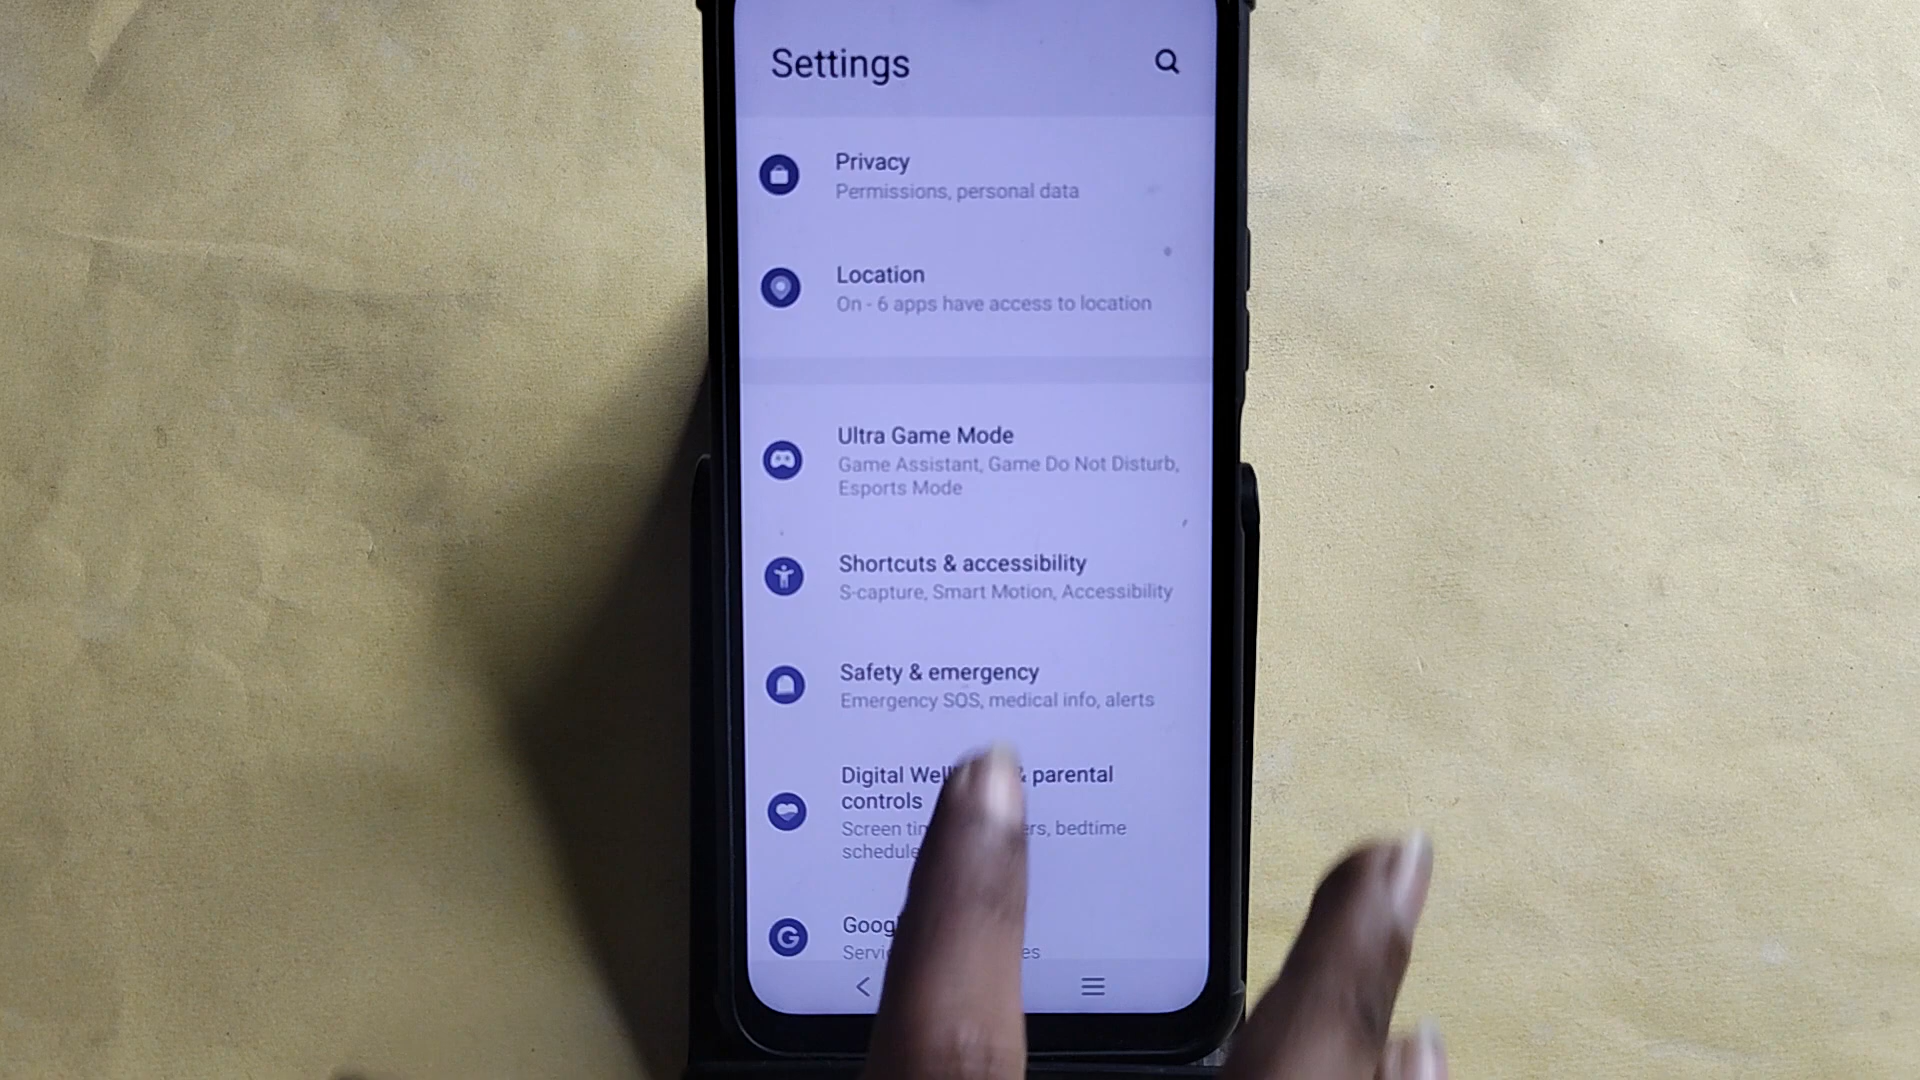 Settings
Privacy
Permissions, personal data
Location
On - 6 apps have access to location
Ultra Game Mode
Game Assistant, Game Do Not Disturb,
Esports Mode
Shortcuts & accessibility
S-capture, Smart Motion, Accessibility
Safety & emergency
Emergency SOS, medical info, alerts
Digital & parental
controls
Screen bedtime
G